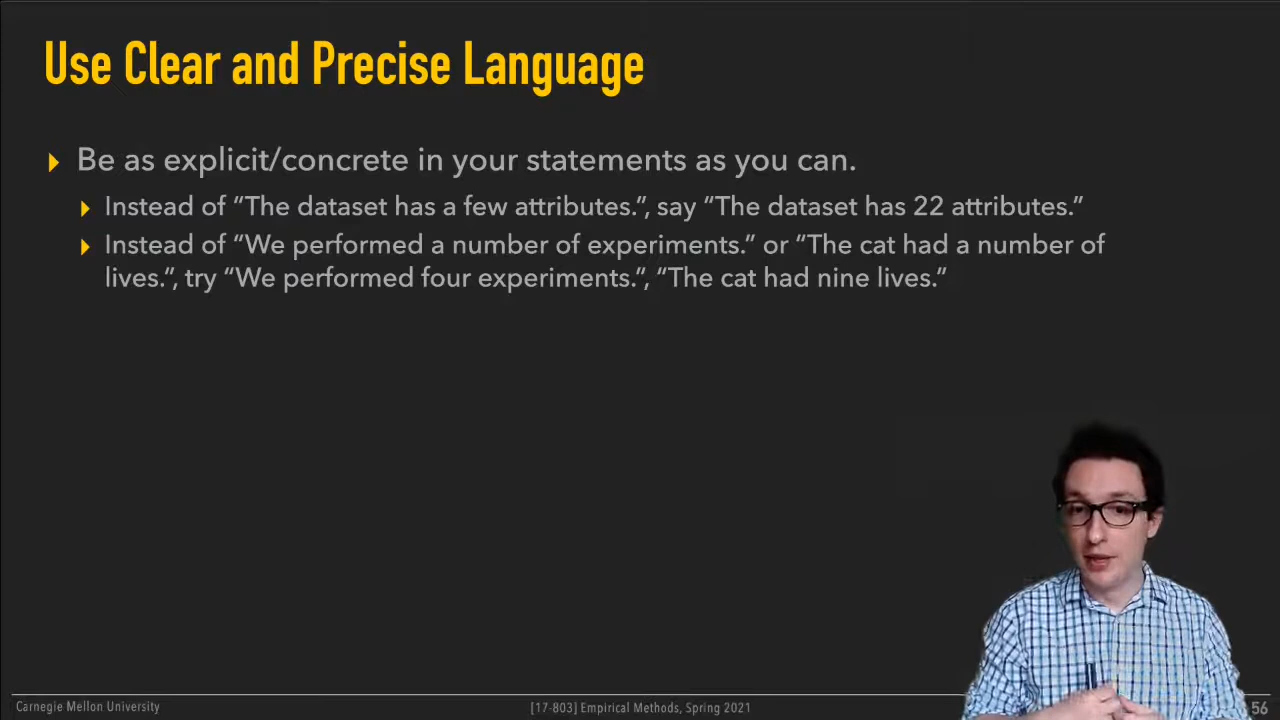 Use Clear and Precise Language
Be as explicit/concrete in your statements as you can.
Instead of “The dataset has a few attributes.”, say “The dataset has 22 attributes.”
Instead of “We performed a number of experiments.” or “The cat had a number of
lives.”, try “We performed four experiments.”, “The cat had nine lives.”
Carnegie Mellon University
[17-803] Empirical Methods, Spring 2021
56